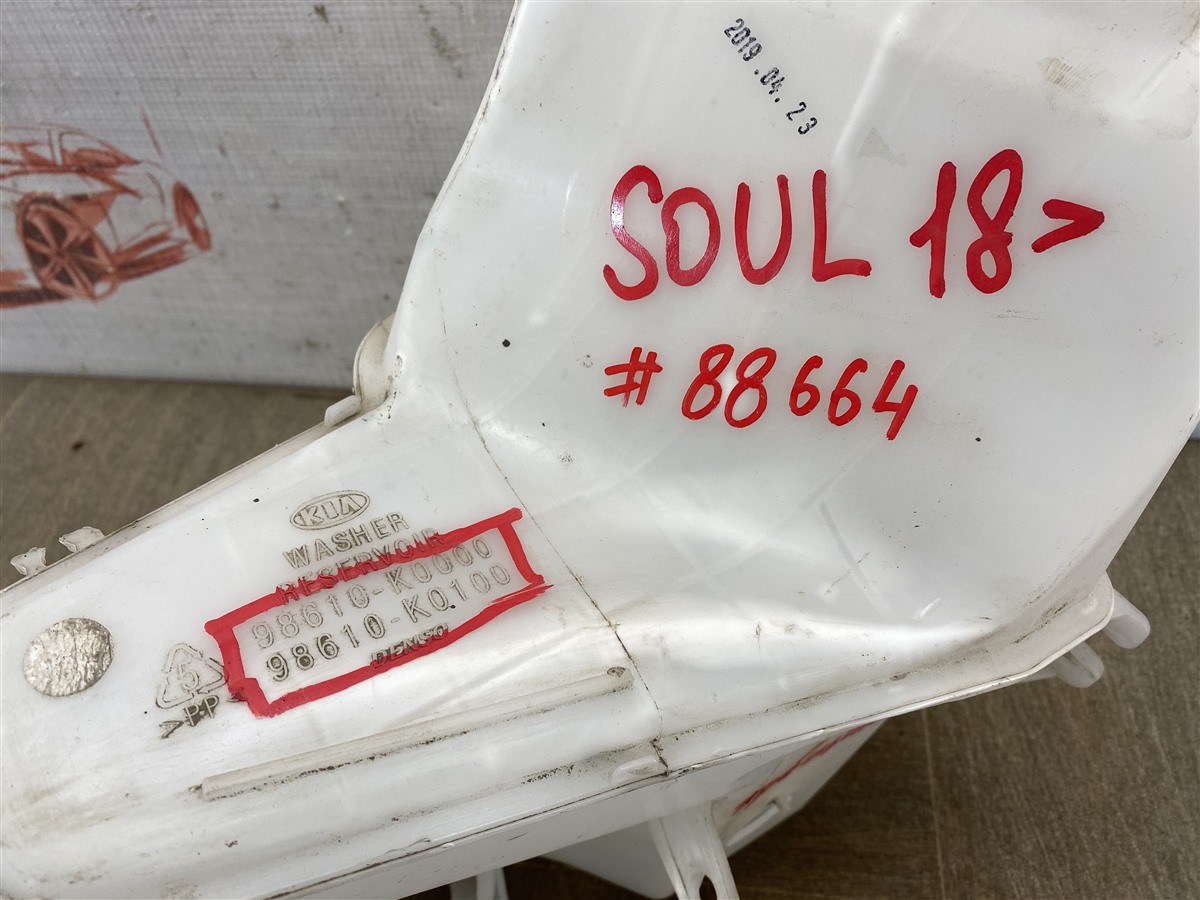 2019.04.23
SOUL 18>
#88664
KIA
WASHER
RESERVOIR
98610-K0000
98610-K0100
DENSO
5
>PP